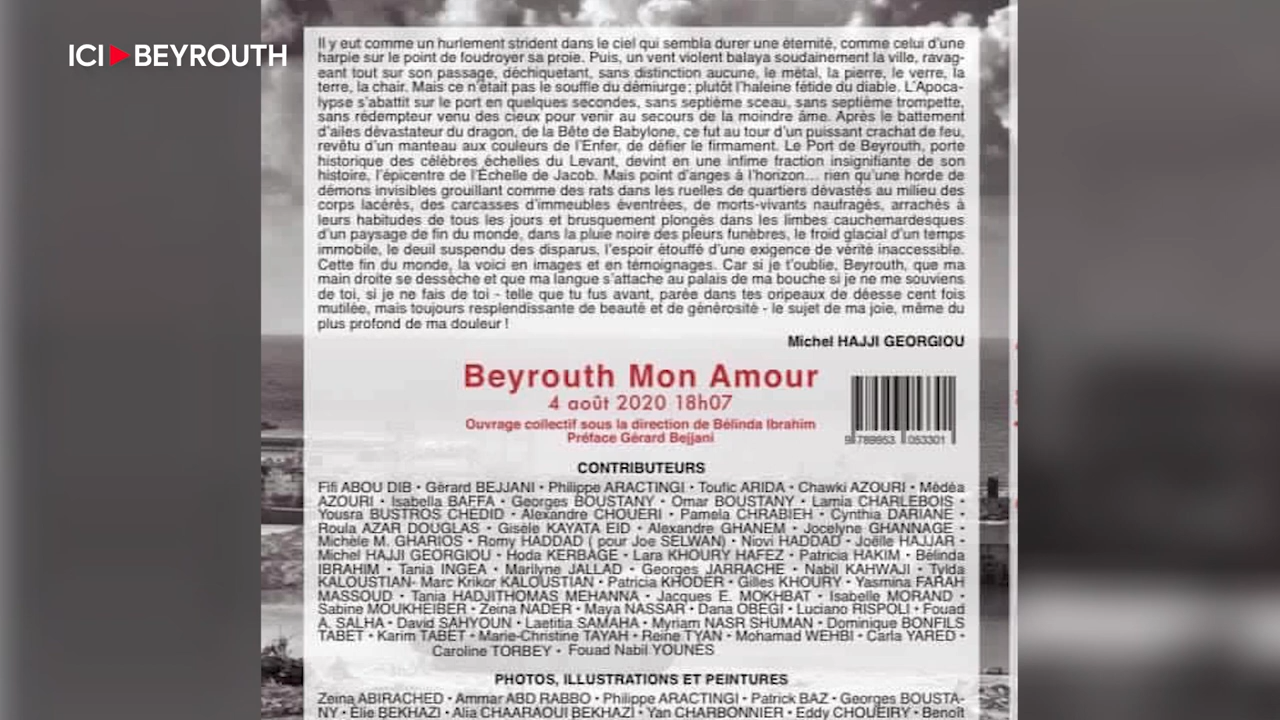 ICI BEYROUTH
Il y eut comme un hurlement strident dans le ciel qui sembla durer une éternité, comme celui d'une
harpie sur le point de foudroyer sa proie. Puis, un vent violent balaya soudainement la ville, ravag-
eant tout sur son passage, déchiquetant, sans distinction aucune, le métal, la pierre, le verre, la
terre, la chair. Mais ce n'était pas le souffle du démiurge ; plutôt l'haleine fétide du diable. L'Apoca-
lypse s'abattit sur le port en quelques secondes, sans septième sceau, sans septième trompette,
sans rédempteur venu des cieux pour venir au secours de la moindre âme. Après le battement
d'ailes dévastateur du dragon, de la Bête de Babylone, ce fut au tour d'un puissant crachat de feu,
revêtu d'un manteau aux couleurs de l'Enfer, de défier le firmament. Le Port de Beyrouth, porte
historique des célèbres échelles du Levant, devint en une infime fraction insignifiante de son
histoire, l'épicentre de l'Échelle de Jacob. Mais point d'anges à l'horizon... rien qu'une horde de
démons invisibles grouillant comme des rats dans les ruelles de quartiers dévastés au milieu des
corps lacérés, des carcasses d'immeubles éventrées, de morts-vivants naufragés, arrachés à
leurs habitudes de tous les jours et brusquement plongés dans les limbes cauchemardesques
d'un paysage de fin du monde, dans la pluie noire des pleurs funèbres, le froid glacial d'un temps
immobile, le deuil suspendu des disparus, l'espoir étouffé d'une exigence de vérité inaccessible.
Cette fin du monde, la voici en images et en témoignages. Car si je t'oublie, Beyrouth, que ma
main droite se dessèche et que ma langue s'attache au palais de ma bouche si je ne me souviens
de toi, si je ne fais de toi - telle que tu fus avant, parée dans tes oripeaux de déesse cent fois
mutilée, mais toujours resplendissante de beauté et de générosité - le sujet de ma joie, même du
plus profond de ma douleur !
Michel HAJJI GEORGIOU
Beyrouth Mon Amour
4 août 2020 18h07
Ouvrage collectif sous la direction de Bélinda Ibrahim
Préface Gérard Bejjani
9 789953 053301
CONTRIBUTEURS
Fifi ABOU DIB • Gérard BEJJANI • Philippe ARACTINGI • Toufic ARIDA • Chawki AZOURI • Médéa
AZOURI • Isabella BAFFA • Georges BOUSTANY • Omar BOUSTANY • Lamia CHARLEBOIS •
Yousra BUSTROS CHEDID • Alexandre CHOUERI • Pamela CHRABIEH • Cynthia DARIANE •
Roula AZAR DOUGLAS • Gisèle KAYATA EID • Alexandre GHANEM • Jocelyne GHANNAGE •
Michèle M. GHARIOS • Romy HADDAD ( pour Joe SELWAN) • Niovi HADDAD • Joëlle HAJJAR •
Michel HAJJI GEORGIOU • Hoda KERBAGE • Lara KHOURY HAFEZ • Patricia HAKIM • Bélinda
IBRAHIM • Tania INGEA • Marilyne JALLAD • Georges JARRACHE • Nabil KAHWAJI • Tylda
KALOUSTIAN- Marc Krikor KALOUSTIAN • Patricia KHODER • Gilles KHOURY • Yasmina FARAH
MASSOUD • Tania HADJITHOMAS MEHANNA • Jacques E. MOKHBAT • Isabelle MORAND •
Sabine MOUKHEIBER • Zeina NADER • Maya NASSAR • Dana OBEGI • Luciano RISPOLI • Fouad
A. SALHA • David SAHYOUN • Laetitia SAMAHA • Myriam NASR SHUMAN • Dominique BONFILS
TABET • Karim TABET • Marie-Christine TAYAH • Reine TYAN • Mohamad WEHBI • Carla YARED •
Caroline TORBEY • Fouad Nabil YOUNÈS
PHOTOS, ILLUSTRATIONS ET PEINTURES
Zeina ABIRACHED • Ammar ABD RABBO • Philippe ARACTINGI • Patrick BAZ • Georges BOUSTA-
NY • Elie BEKHAZI • Alia CHAARAOUI BEKHAZI • Yan CHARBONNIER • Eddy CHOUEIRY • Benoît